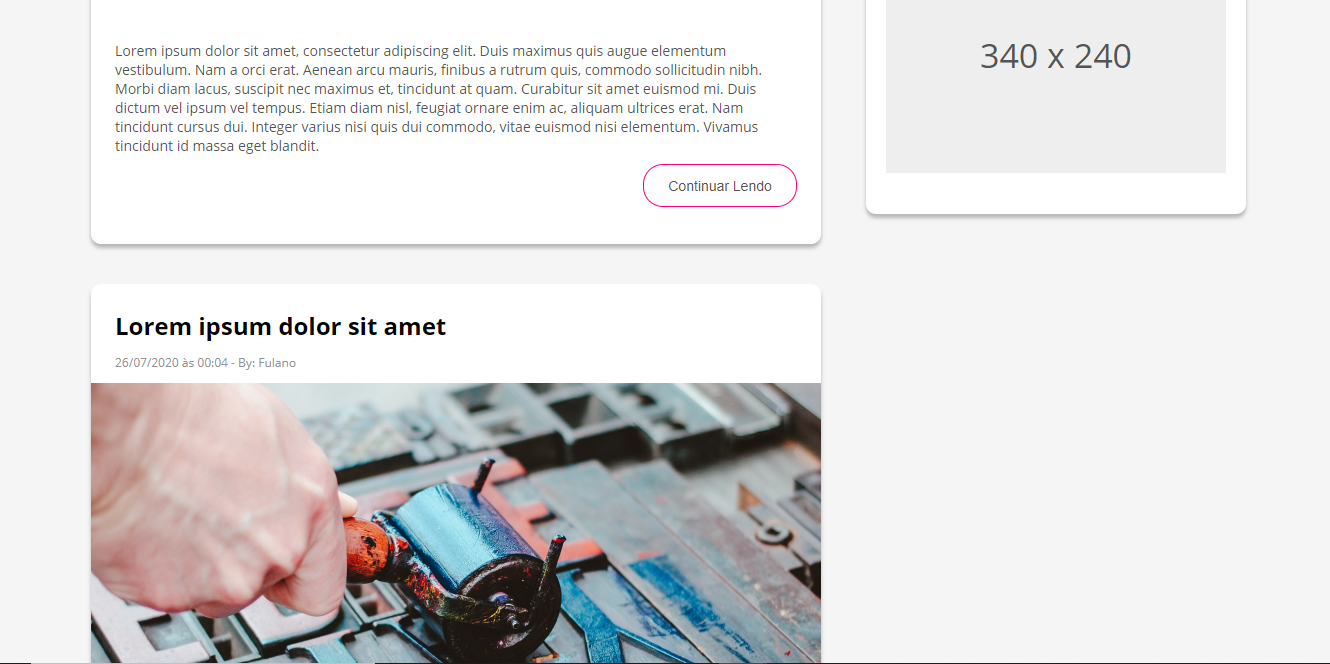 Lorem ipsum dolor sit amet, consectetur adipiscing elit. Duis maximus quis augue elementum
vestibulum. Nam a orci erat. Aenean arcu mauris, finibus a rutrum quis, commodo sollicitudin nibh.
Morbi diam lacus, suscipit nec maximus et, tincidunt at quam. Curabitur sit amet euismod mi. Duis
dictum vel ipsum vel tempus. Etiam diam nisl, feugiat ornare enim ac, aliquam ultrices erat. Nam
tincidunt cursus dui. Integer varius nisi quis dui commodo, vitae euismod nisi elementum. Vivamus
tincidunt id massa eget blandit.
Continuar Lendo
340 x 240
Lorem ipsum dolor sit amet
26/07/2020 às 00:04 - By: Fulano